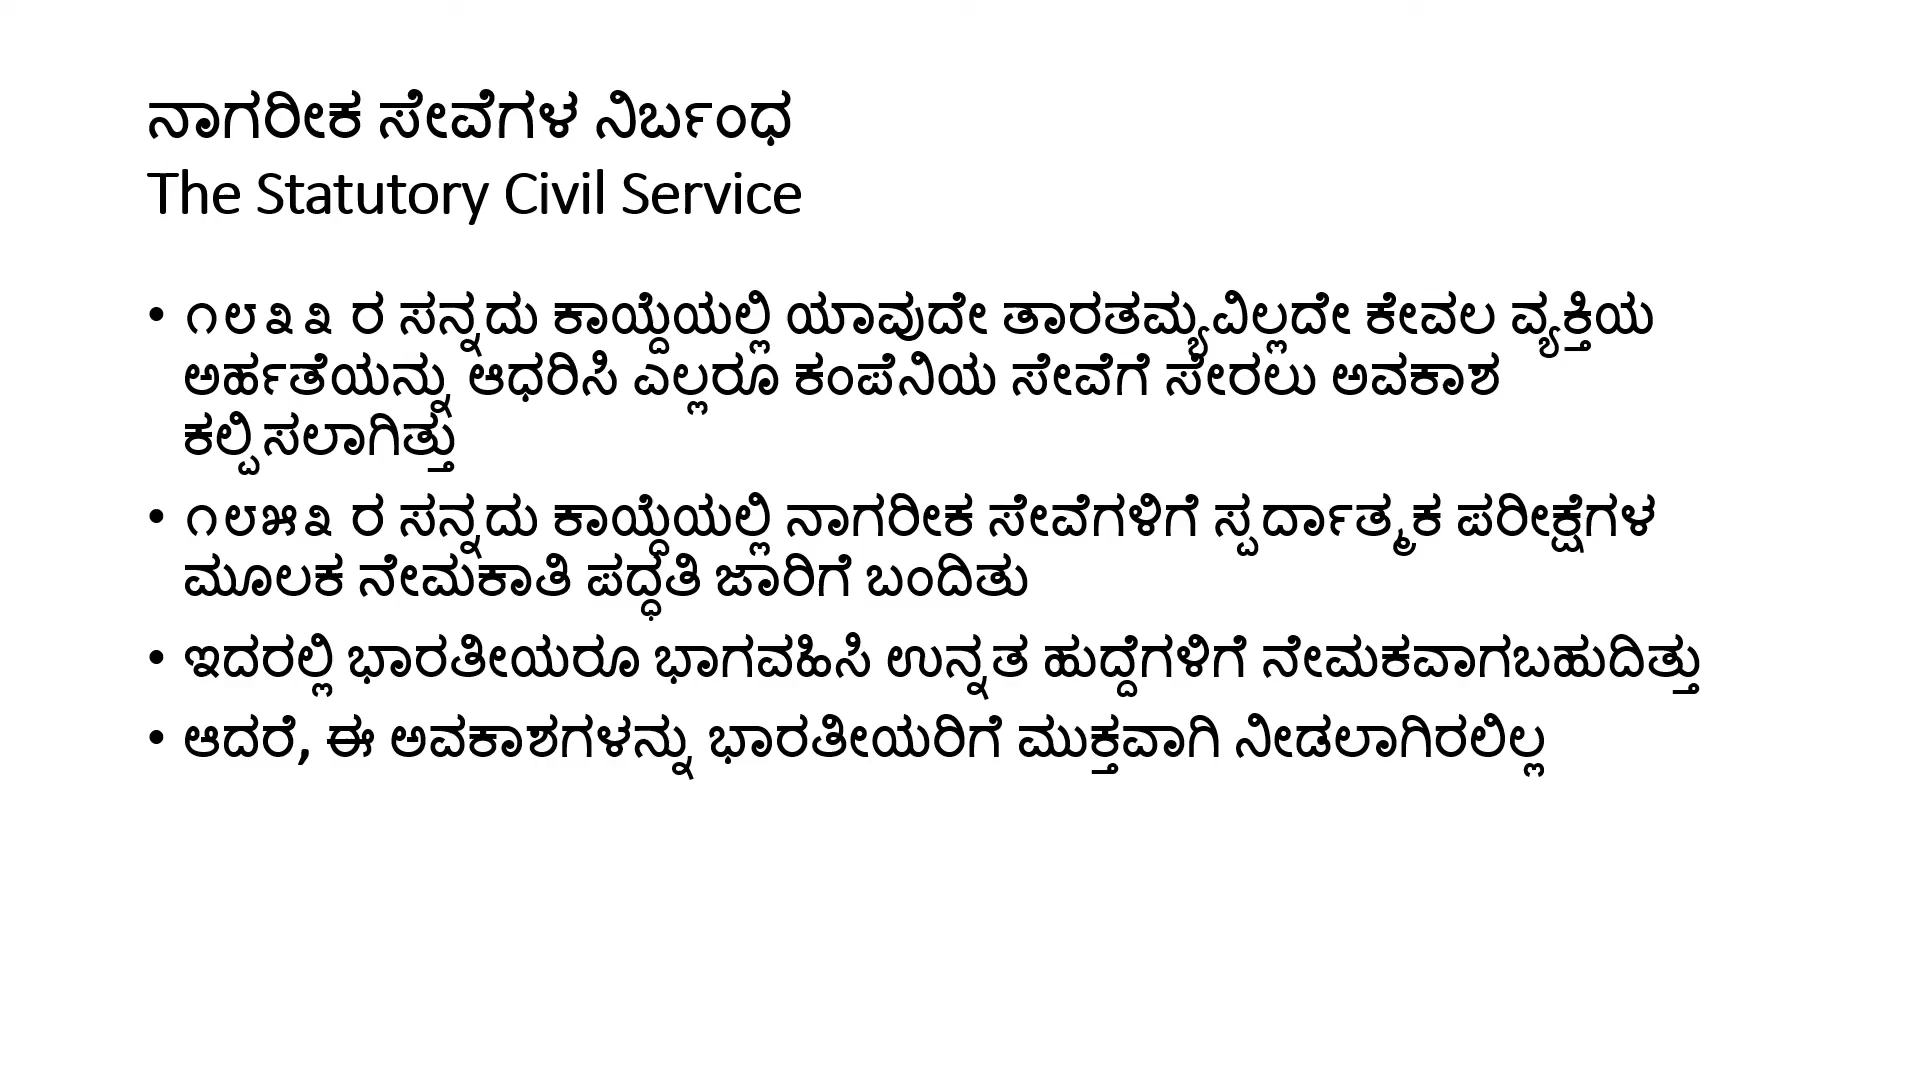 ನಾಗರೀಕ ಸೇವೆಗಳ ನಿರ್ಬಂಧ
The Statutory Civil Service
• ೧೮೩೩ ರ ಸನ್ನದು ಕಾಯ್ದೆಯಲ್ಲಿ ಯಾವುದೇ ತಾರತಮ್ಯವಿಲ್ಲದೇ ಕೇವಲ ವ್ಯಕ್ತಿಯ
ಅರ್ಹತೆಯನ್ನು ಆಧರಿಸಿ ಎಲ್ಲರೂ ಕಂಪೆನಿಯ ಸೇವೆಗೆ ಸೇರಲು ಅವಕಾಶ
ಕಲ್ಪಿಸಲಾಗಿತ್ತು
• ೧೮೫೩ ರ ಸನ್ನದು ಕಾಯ್ದೆಯಲ್ಲಿ ನಾಗರೀಕ ಸೇವೆಗಳಿಗೆ ಸ್ಪರ್ದಾತ್ಮಕ ಪರೀಕ್ಷೆಗಳ
ಮೂಲಕ ನೇಮಕಾತಿ ಪದ್ಧತಿ ಜಾರಿಗೆ ಬಂದಿತು
• ಇದರಲ್ಲಿ ಭಾರತೀಯರೂ ಭಾಗವಹಿಸಿ ಉನ್ನತ ಹುದ್ದೆಗಳಿಗೆ ನೇಮಕವಾಗಬಹುದಿತ್ತು
• ಆದರೆ, ಈ ಅವಕಾಶಗಳನ್ನು ಭಾರತೀಯರಿಗೆ ಮುಕ್ತವಾಗಿ ನೀಡಲಾಗಿರಲಿಲ್ಲ